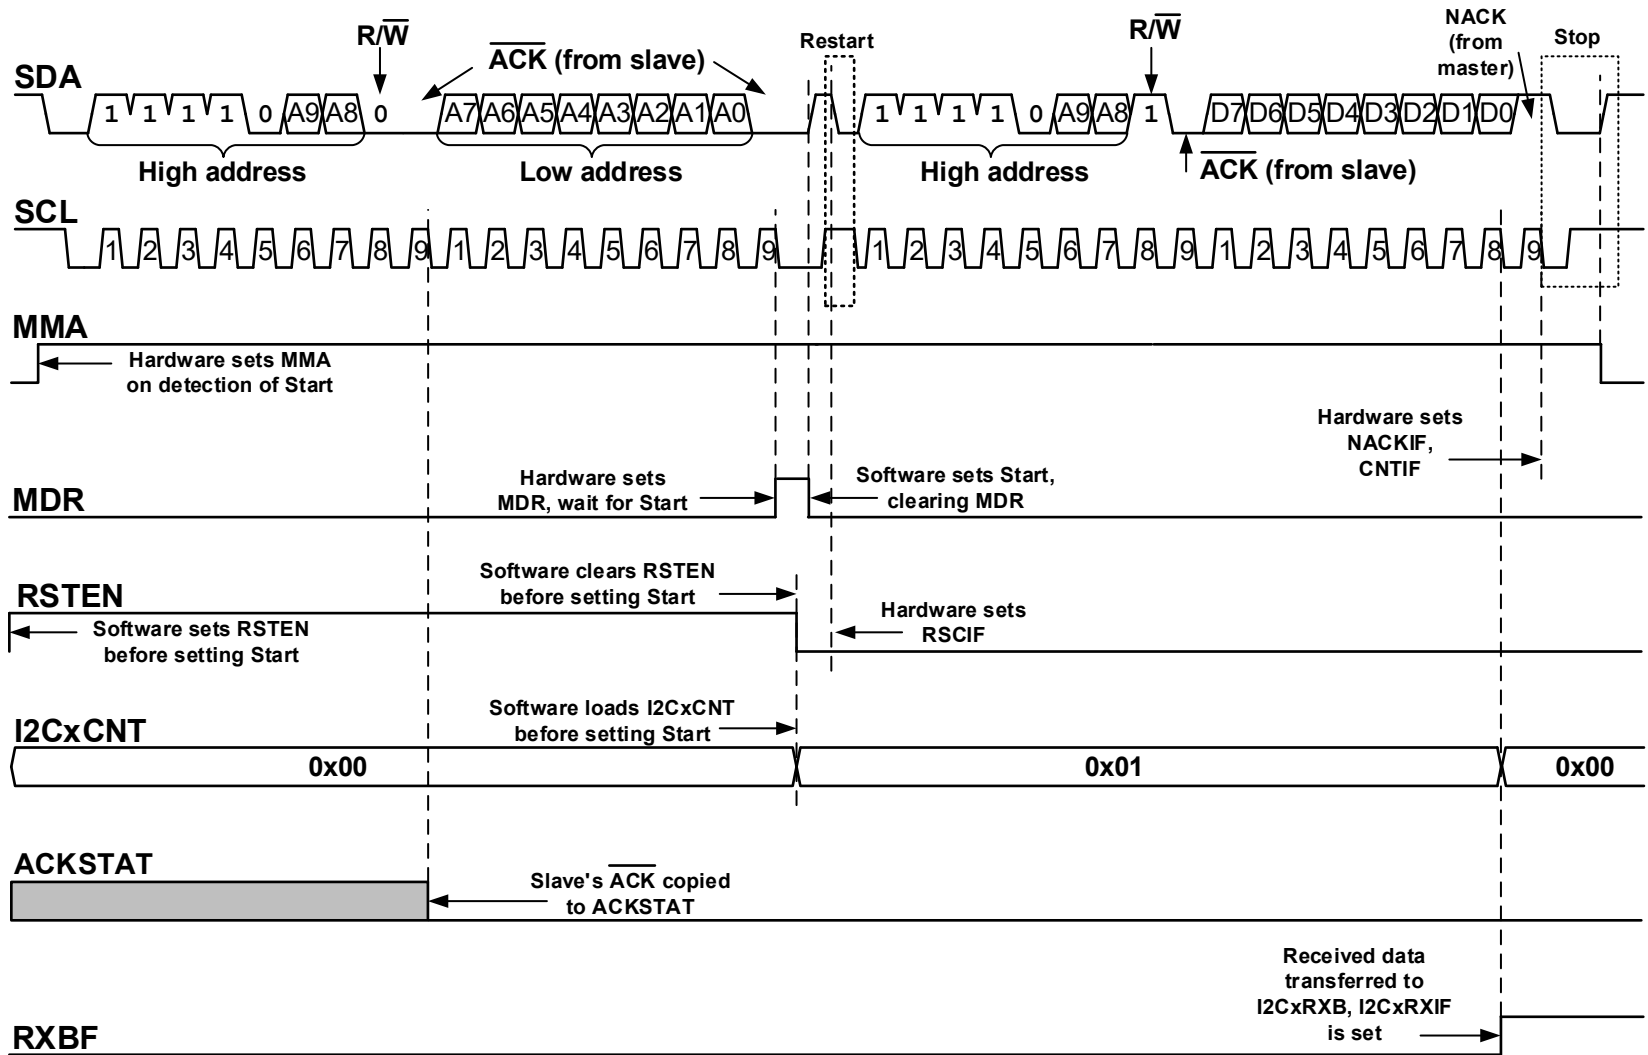 R/W
ACK (from slave)
Restart
R/W
NACK
(from
master)
Stop
SDA
1 1 1 1 0 A9 A8 0 A7 A6 A5 A4 A3 A2 A1 A0 1 1 1 1 0 A9 A8 1 D7 D6 D5 D4 D3 D2 D1 D0
High address
Low address
High address
ACK (from slave)
SCL
1 2 3 4 5 6 7 8 9 1 2 3 4 5 6 7 8 9 1 2 3 4 5 6 7 8 9 1 2 3 4 5 6 7 8 9
MMA
Hardware sets MMA
on detection of Start
Hardware sets
NACKIF,
CNTIF
MDR
Hardware sets
MDR, wait for Start
Software sets Start,
clearing MDR
RSTEN
Software sets RSTEN
before setting Start
Software clears RSTEN
before setting Start
Hardware sets
RSCIF
I2CxCNT
Software loads I2CxCNT
before setting Start
0x00
0x01
0x00
ACKSTAT
Slave's ACK copied
to ACKSTAT
RXBF
Received data
transferred to
I2CxRXB, I2CxRXIF
is set